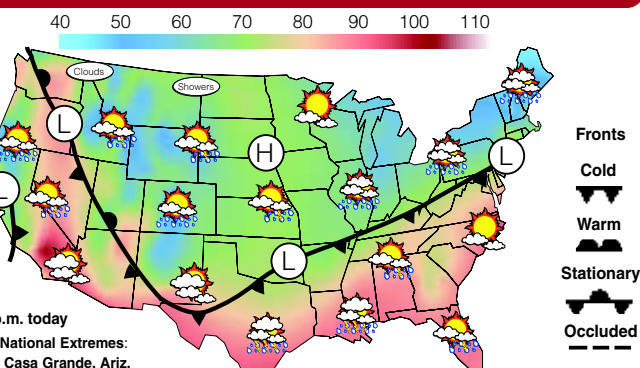 40 50 60 70 80 90 100 110
Clouds
Showers
L
H
L
L
L
Fronts
Cold
Warm
Stationary
Occluded
p.m. today
National Extremes:
Casa Grande, Ariz.